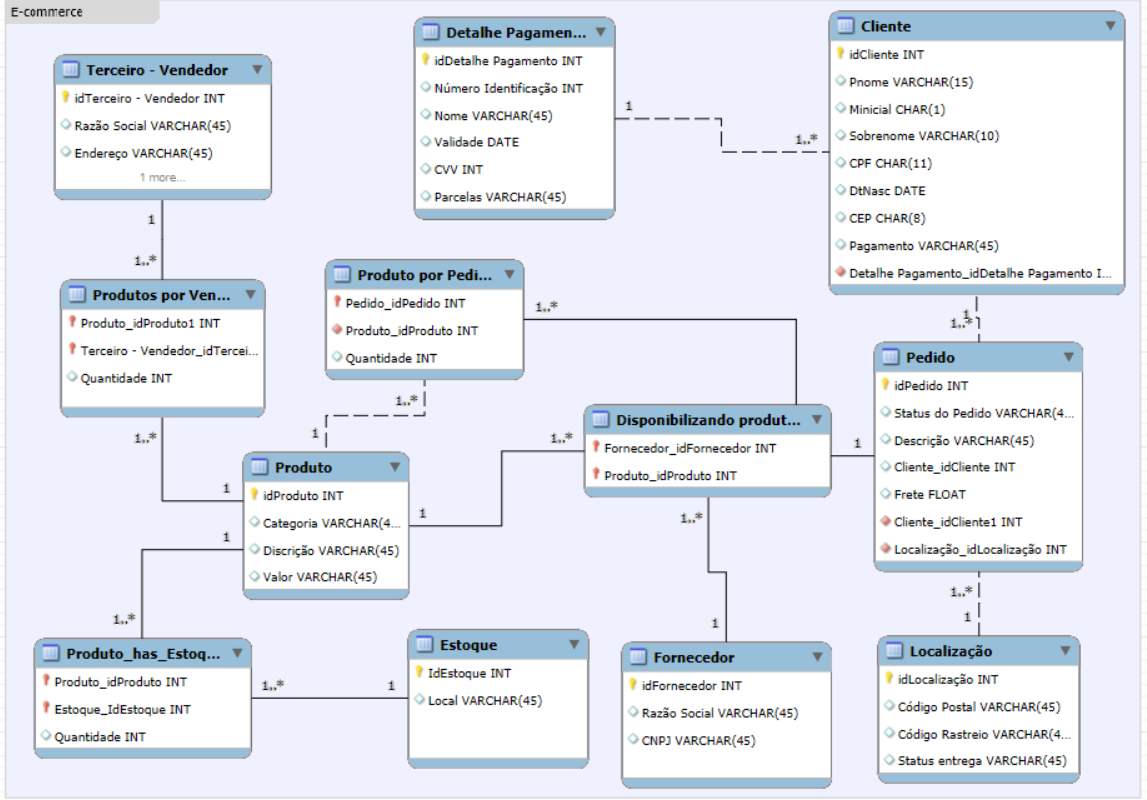 E-commerce
Terceiro - Vendedor
idTerceiro - Vendedor INT
Razão Social VARCHAR(45)
Endereço VARCHAR(45)
1 more...
Detalhe Pagamen...
idDetalhe Pagamento INT
Número Identificação INT
Nome VARCHAR(45)
Validade DATE
CVV INT
Parcelas VARCHAR(45)
Cliente
idCliente INT
Pnome VARCHAR(15)
Minicial CHAR(1)
Sobrenome VARCHAR(10)
CPF CHAR(11)
DtNasc DATE
CEP CHAR(8)
Pagamento VARCHAR(45)
Detalhe Pagamento_idDetalhe Pagamento I...
1
1..*
1
1..*
Produtos por Ven...
Produto_idProduto1 INT
Terceiro - Vendedor_idTercei...
Quantidade INT
Produto por Pedi...
Pedido_idPedido INT
Produto_idProduto INT
Quantidade INT
1..*
1
1..*
Pedido
idPedido INT
Status do Pedido VARCHAR(4...
Descrição VARCHAR(45)
Cliente_idCliente INT
Frete FLOAT
Cliente_idCliente1 INT
Localização_idLocalização INT
1..*
1
1..*
1
Disponibilizando produt...
Fornecedor_idFornecedor INT
Produto_idProduto INT
1..*
1
1
Produto
idProduto INT
Categoria VARCHAR(4...
Discrição VARCHAR(45)
Valor VARCHAR(45)
1
1
1..*
1..*
1
1..*
1
Produto_has_Estoq...
Produto_idProduto INT
Estoque_IdEstoque INT
Quantidade INT
1..*
1
Estoque
IdEstoque INT
Local VARCHAR(45)
Fornecedor
idFornecedor INT
Razão Social VARCHAR(45)
CNPJ VARCHAR(45)
Localização
idLocalização INT
Código Postal VARCHAR(45)
Código Rastreio VARCHAR(4...
Status entrega VARCHAR(45)